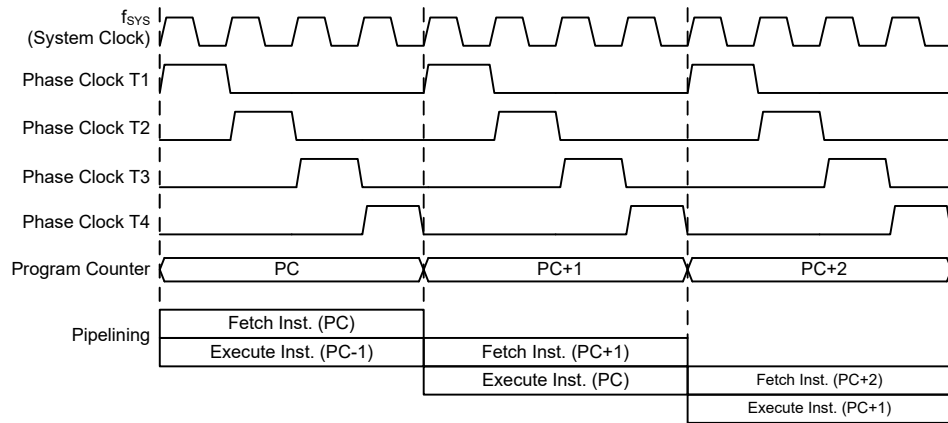 fSYS
(System Clock)
Phase Clock T1
Phase Clock T2
Phase Clock T3
Phase Clock T4
Program Counter
PC
PC+1
PC+2
Pipelining
Fetch Inst. (PC)
Execute Inst. (PC-1)
Fetch Inst. (PC+1)
Execute Inst. (PC)
Fetch Inst. (PC+2)
Execute Inst. (PC+1)